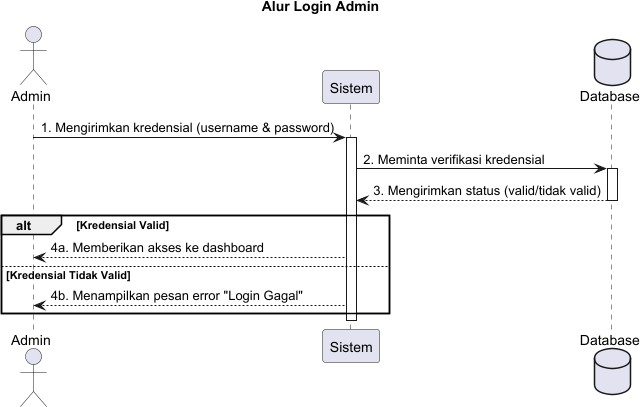 Alur Login Admin
Admin
Sistem
Database
1. Mengirimkan kredensial (username & password)
2. Meminta verifikasi kredensial
3. Mengirimkan status (valid/tidak valid)
alt [Kredensial Valid]
4a. Memberikan akses ke dashboard
[Kredensial Tidak Valid]
4b. Menampilkan pesan error "Login Gagal"
Admin
Sistem
Database